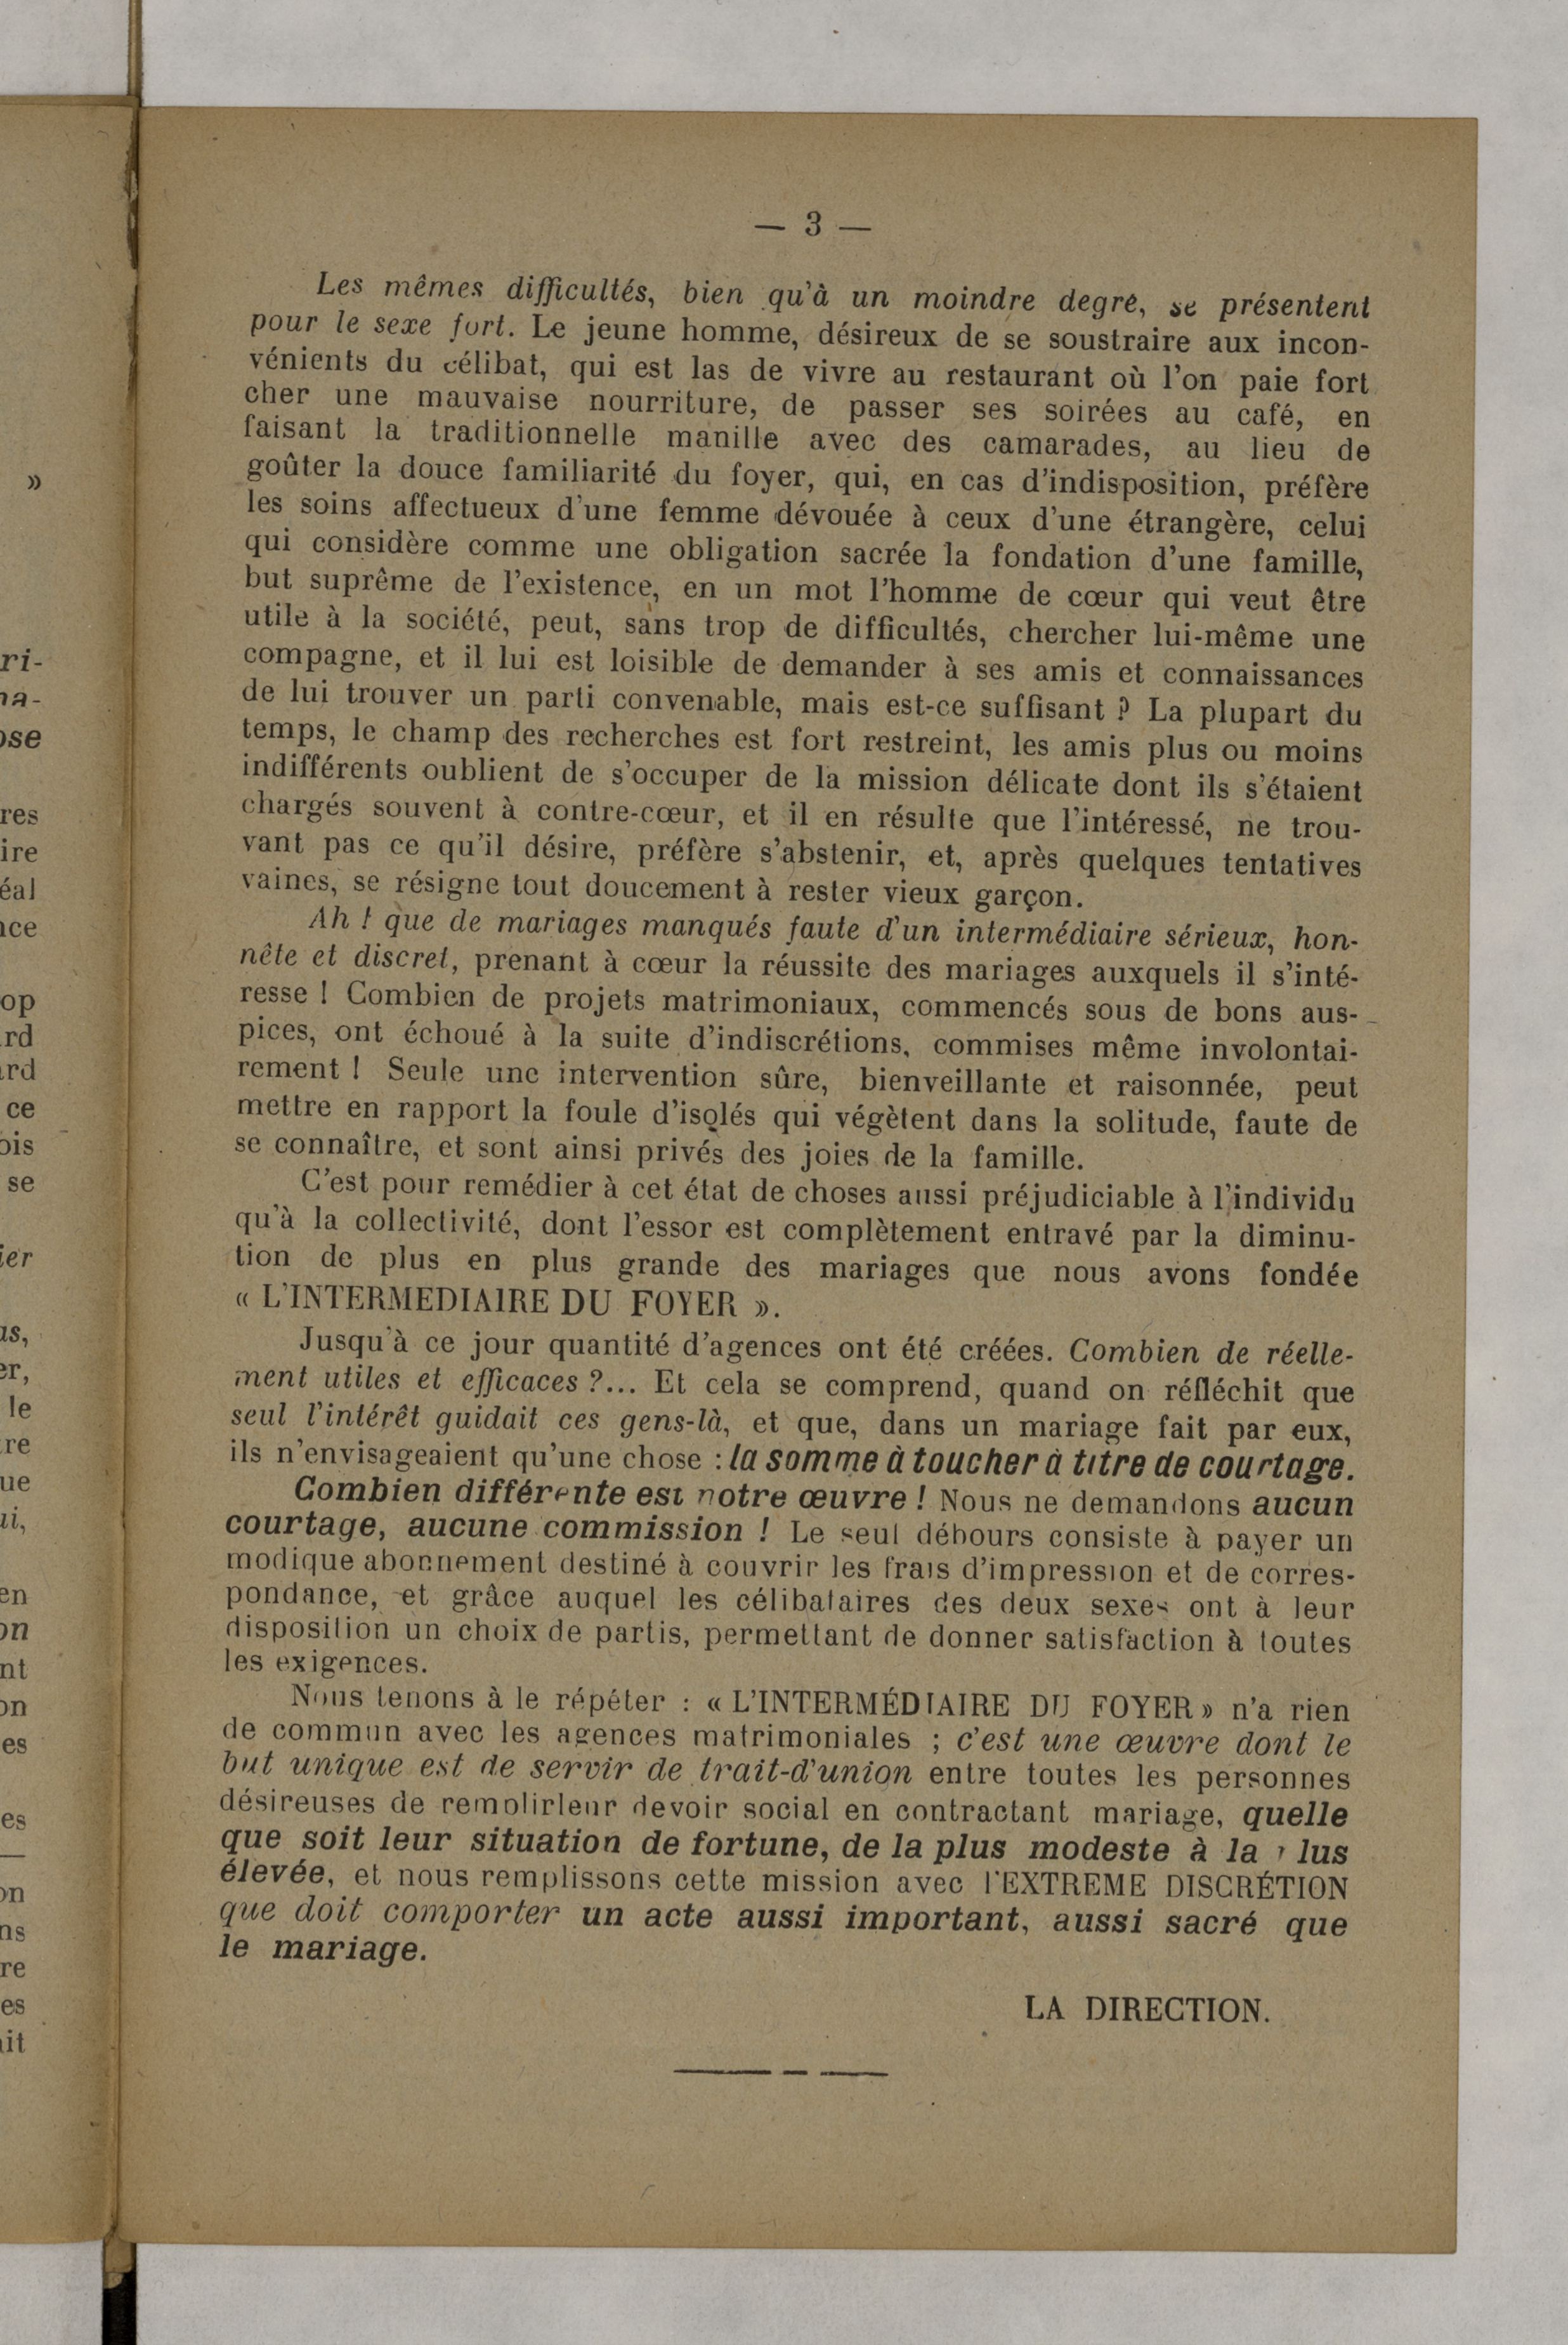 — 3 —
Les mêmes difficultés, bien qu'à un moindre degré, se présentent
pour le sexe fort. Le jeune homme, désireux de se soustraire aux incon-
vénients du célibat, qui est las de vivre au restaurant où l'on paie fort
cher une mauvaise nourriture, de passer ses soirées au café, en
faisant la traditionnelle manille avec des camarades, au lieu de
goûter la douce familiarité du foyer, qui, en cas d'indisposition, préfère
les soins affectueux d'une femme dévouée à ceux d'une étrangère, celui
qui considère comme une obligation sacrée la fondation d'une famille,
but suprême de l'existence, en un mot l'homme de cœur qui veut être
utile à la société, peut, sans trop de difficultés, chercher lui-même une
compagne, et il lui est loisible de demander à ses amis et connaissances
de lui trouver un parti convenable, mais est-ce suffisant ? La plupart du
temps, le champ des recherches est fort restreint, les amis plus ou moins
indifférents oublient de s'occuper de la mission délicate dont ils s'étaient
chargés souvent à contre-cœur, et il en résulte que l'intéressé, ne trou-
vant pas ce qu'il désire, préfère s'abstenir, et, après quelques tentatives
vaines, se résigne tout doucement à rester vieux garçon.
Ah ! que de mariages manqués faute d'un intermédiaire sérieux, hon-
nête et discret, prenant à cœur la réussite des mariages auxquels il s'inté-
resse ! Combien de projets matrimoniaux, commencés sous de bons aus-
pices, ont échoué à la suite d'indiscrétions, commises même involontai-
rement ! Seule une intervention sûre, bienveillante et raisonnée, peut
mettre en rapport la foule d'isolés qui végètent dans la solitude, faute de
se connaître, et sont ainsi privés des joies de la famille.
C'est pour remédier à cet état de choses aussi préjudiciable à l'individu
qu'à la collectivité, dont l'essor est complètement entravé par la diminu-
tion de plus en plus grande des mariages que nous avons fondée
« L'INTERMEDIAIRE DU FOYER ».
Jusqu'à ce jour quantité d'agences ont été créées. Combien de réelle-
ment utiles et efficaces ?... Et cela se comprend, quand on réfléchit que
seul l'intérêt guidait ces gens-là, et que, dans un mariage fait par eux,
ils n'envisageaient qu'une chose : la somme à toucher à titre de courtage.
Combien différente est notre œuvre ! Nous ne demandons aucun
courtage, aucune commission ! Le seul débours consiste à payer un
modique abonnement destiné à couvrir les frais d'impression et de corres-
pondance, et grâce auquel les célibataires des deux sexes ont à leur
disposition un choix de partis, permettant de donner satisfaction à toutes
les exigences.
Nous tenons à le répéter : « L'INTERMÉDIAIRE DU FOYER » n'a rien
de commun avec les agences matrimoniales ; c'est une œuvre dont le
but unique est de servir de trait-d'union entre toutes les personnes
désireuses de remplirleur devoir social en contractant mariage, quelle
que soit leur situation de fortune, de la plus modeste à la plus
élevée, et nous remplissons cette mission avec l'EXTREME DISCRÉTION
que doit comporter un acte aussi important, aussi sacré que
le mariage.
LA DIRECTION.